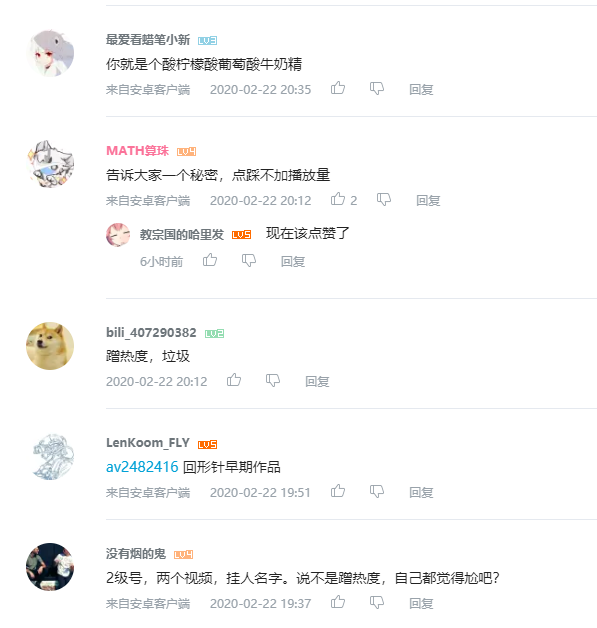 最爱看蜡笔小新 LV3
你就是个酸柠檬酸葡萄酸牛奶精
来自安卓客户端 2020-02-22 20:35 回复
MATH算珠 LV4
告诉大家一个秘密，点踩不加播放量
来自安卓客户端 2020-02-22 20:12 2 回复
教宗国的哈里发 LV5 现在该点赞了
6小时前 回复
bili_407290382 LV2
蹭热度，垃圾
2020-02-22 20:12 回复
LenKoom_FLY LV5
av2482416 回形针早期作品
来自安卓客户端 2020-02-22 19:51 回复
没有烟的鬼 LV4
2级号，两个视频，挂人名字。说不是蹭热度，自己都觉得尬吧？
来自安卓客户端 2020-02-22 19:37 回复